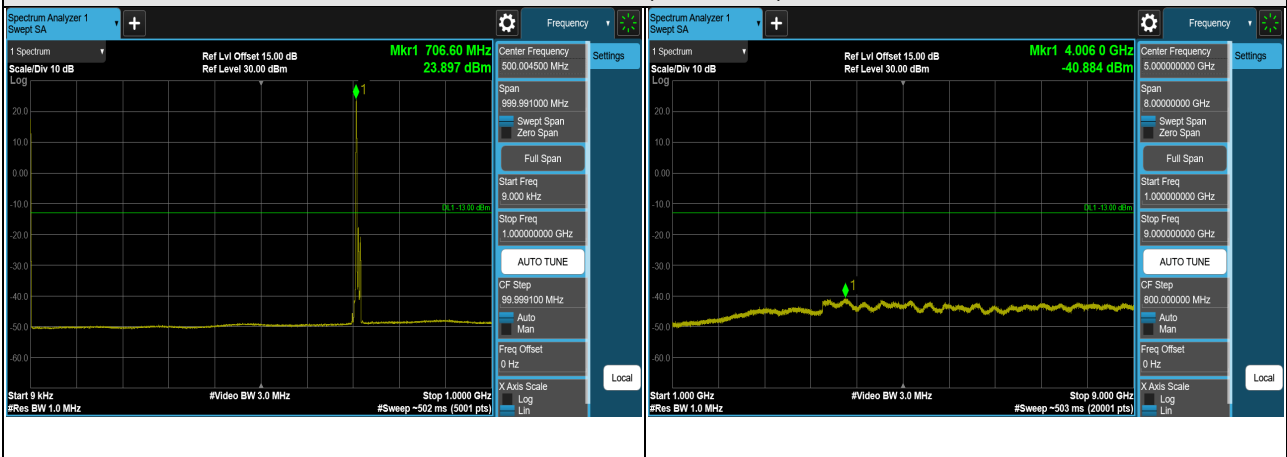 Spectrum Analyzer 1
Swept SA
+
Frequency
1 Spectrum
Scale/Div 10 dB
Ref Lvl Offset 15.00 dB
Ref Level 30.00 dBm
Mkr1 706.60 MHz
23.897 dBm
Log
1
20.0
10.0
0.00
-10.0
-20.0
-30.0
-40.0
-50.0
-60.0
DL1 -13.00 dBm
Start 9 kHz
#Res BW 1.0 MHz
#Video BW 3.0 MHz
Stop 1.0000 GHz
#Sweep ~502 ms (5001 pts)
Center Frequency
500.004500 MHz
Span
999.991000 MHz
Swept Span
Zero Span
Full Span
Start Freq
9.000 kHz
Stop Freq
1.000000000 GHz
AUTO TUNE
CF Step
99.999100 MHz
Auto
Man
Freq Offset
0 Hz
X Axis Scale
Log
Lin
Settings
Local
Spectrum Analyzer 1
Swept SA
+
Frequency
1 Spectrum
Scale/Div 10 dB
Ref Lvl Offset 15.00 dB
Ref Level 30.00 dBm
Mkr1 4.006 0 GHz
-40.884 dBm
Log
1
20.0
10.0
0.00
-10.0
-20.0
-30.0
-40.0
-50.0
-60.0
DL1 -13.00 dBm
Start 1.000 GHz
#Res BW 1.0 MHz
#Video BW 3.0 MHz
Stop 9.000 GHz
#Sweep ~503 ms (20001 pts)
Center Frequency
5.00000000 GHz
Span
8.00000000 GHz
Swept Span
Zero Span
Full Span
Start Freq
1.00000000 GHz
Stop Freq
9.000000000 GHz
AUTO TUNE
CF Step
800.000000 MHz
Auto
Man
Freq Offset
0 Hz
X Axis Scale
Log
Lin
Settings
Local